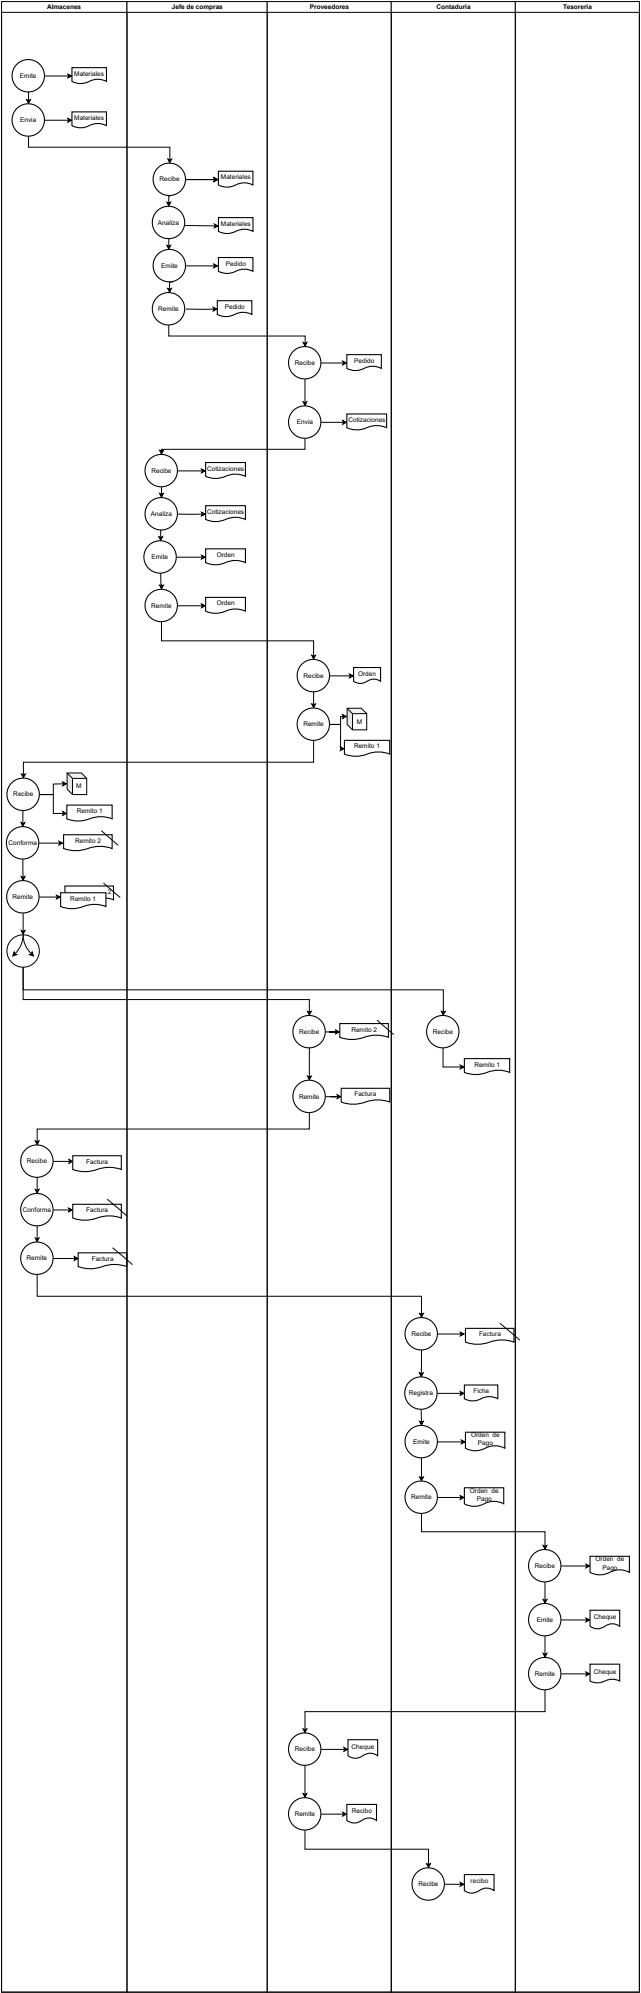 Almacenes
Jefe de compras
Proveedores
Contaduria
Tesoreria
Emite
Materiales
Envia
Materiales
Recibe
Materiales
Analiza
Materiales
Emite
Pedido
Remite
Pedido
Recibe
Pedido
Envia
Cotizaciones
Recibe
Cotizaciones
Analiza
Cotizaciones
Emite
Orden
Remite
Orden
Recibe
Orden
Remite
M
Remito 1
Recibe
M
Remito 1
Conforma
Remito 2
Remite
2
Remito 1
Recibe
Remito 2
Recibe
Remito 1
Remite
Factura
Recibe
Factura
Conforma
Factura
Remite
Factura
Recibe
Factura
Registra
Ficha
Emite
Orden de
Pago
Remite
Orden de
Pago
Recibe
Orden de
Pago
Emite
Cheque
Remite
Cheque
Recibe
Cheque
Remite
Recibo
Recibe
recibo